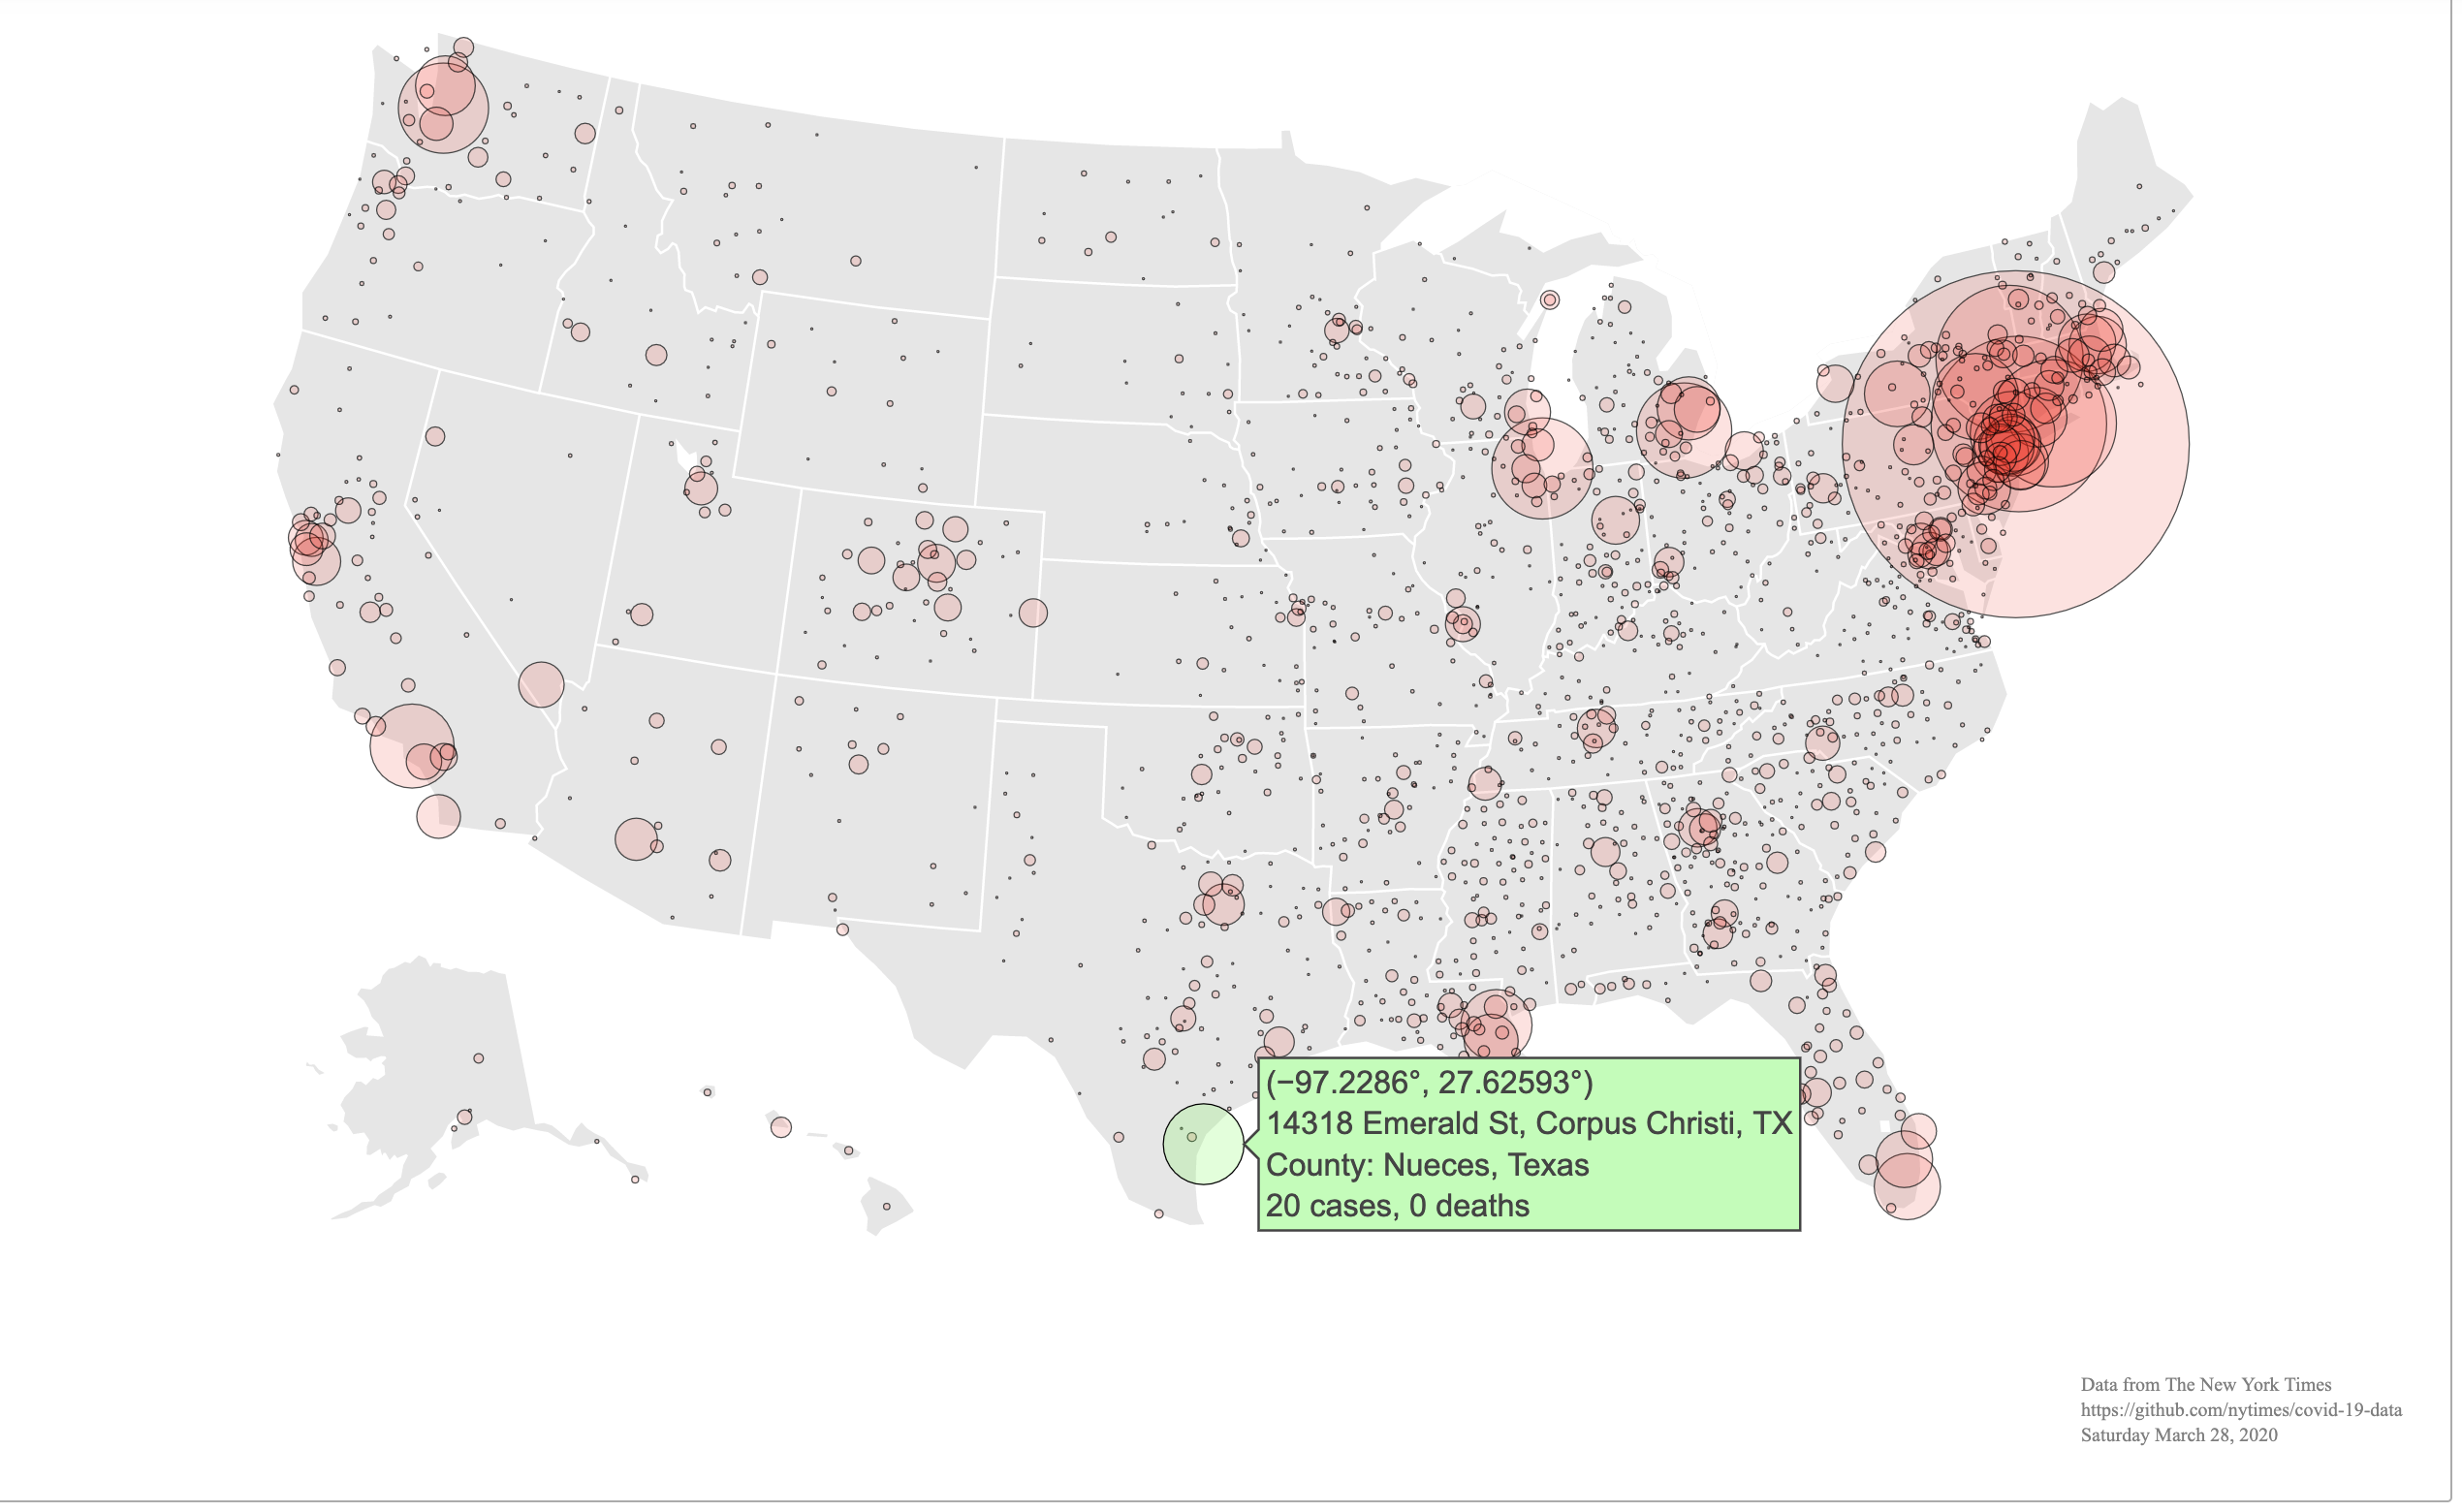 (−97.2286°, 27.62593°)
14318 Emerald St, Corpus Christi, TX
County: Nueces, Texas
20 cases, 0 deaths
Data from The New York Times
https://github.com/nytimes/covid-19-data
Saturday March 28, 2020